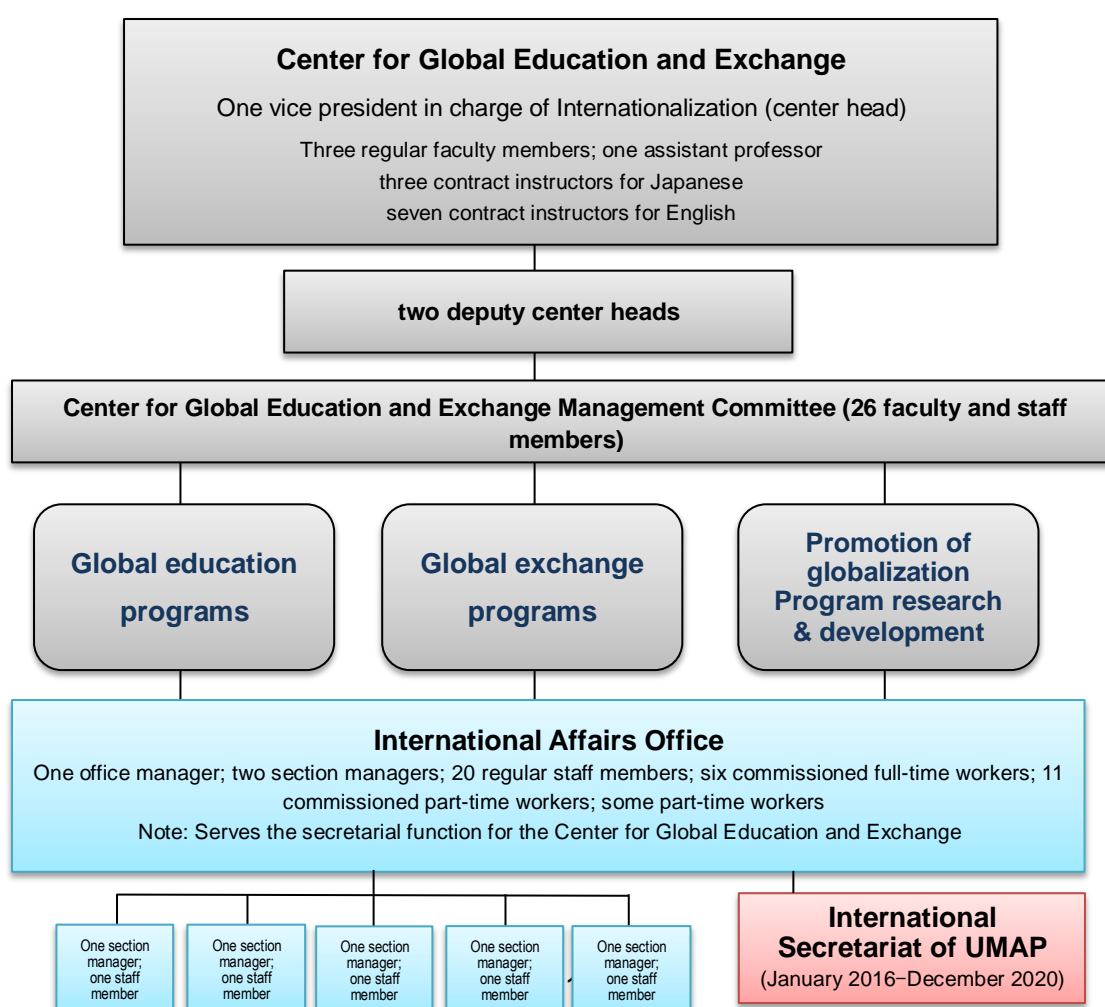 Center for Global Education and Exchange
One vice president in charge of Internationalization (center head)
Three regular faculty members; one assistant professor
three contract instructors for Japanese
seven contract instructors for English
two deputy center heads
Center for Global Education and Exchange Management Committee (26 faculty and staff
members)
Global education
programs
Global exchange
programs
Promotion of
globalization
Program research
& development
International Affairs Office
One office manager; two section managers; 20 regular staff members; six commissioned full-time workers; 11
commissioned part-time workers; some part-time workers
Note: Serves the secretarial function for the Center for Global Education and Exchange
One section
manager;
one staff
member
One section
manager;
one staff
member
One section
manager;
one staff
member
One section
manager;
one staff
member
One section
manager;
one staff
member
International
Secretariat of UMAP
(January 2016−December 2020)